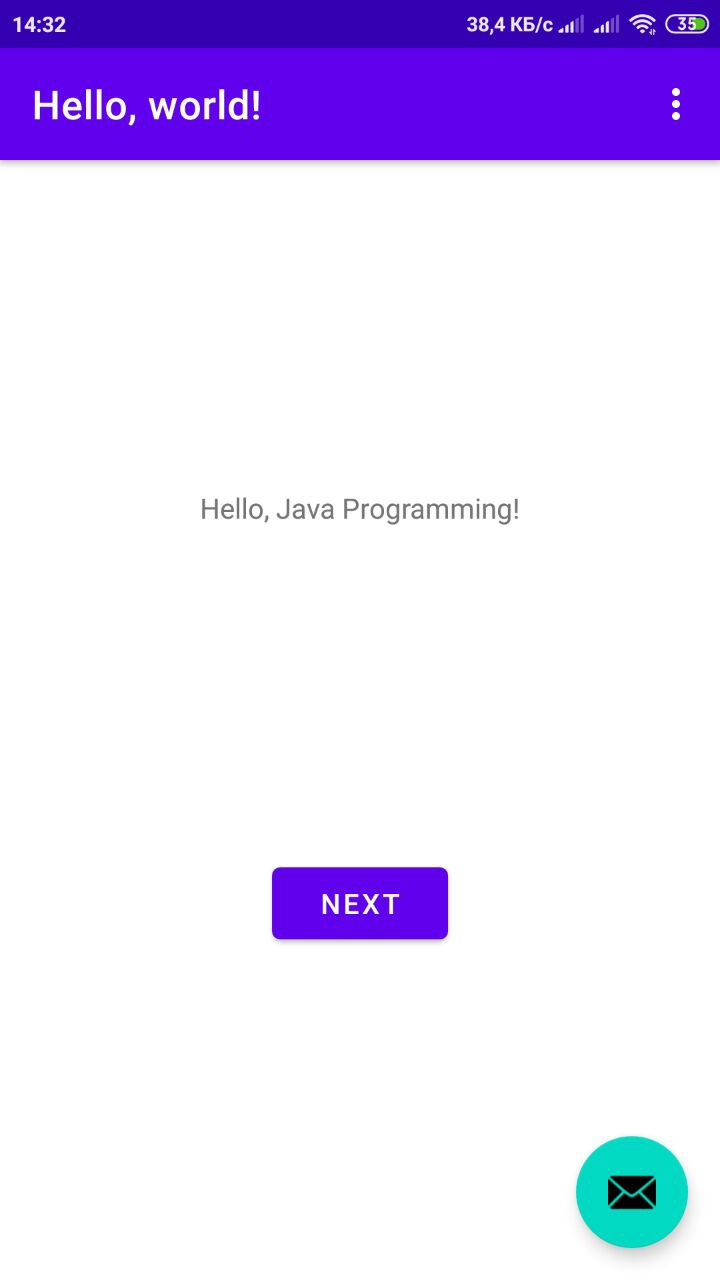 14:32
38,4 КБ/с
35
Hello, world!
Hello, Java Programming!
NEXT